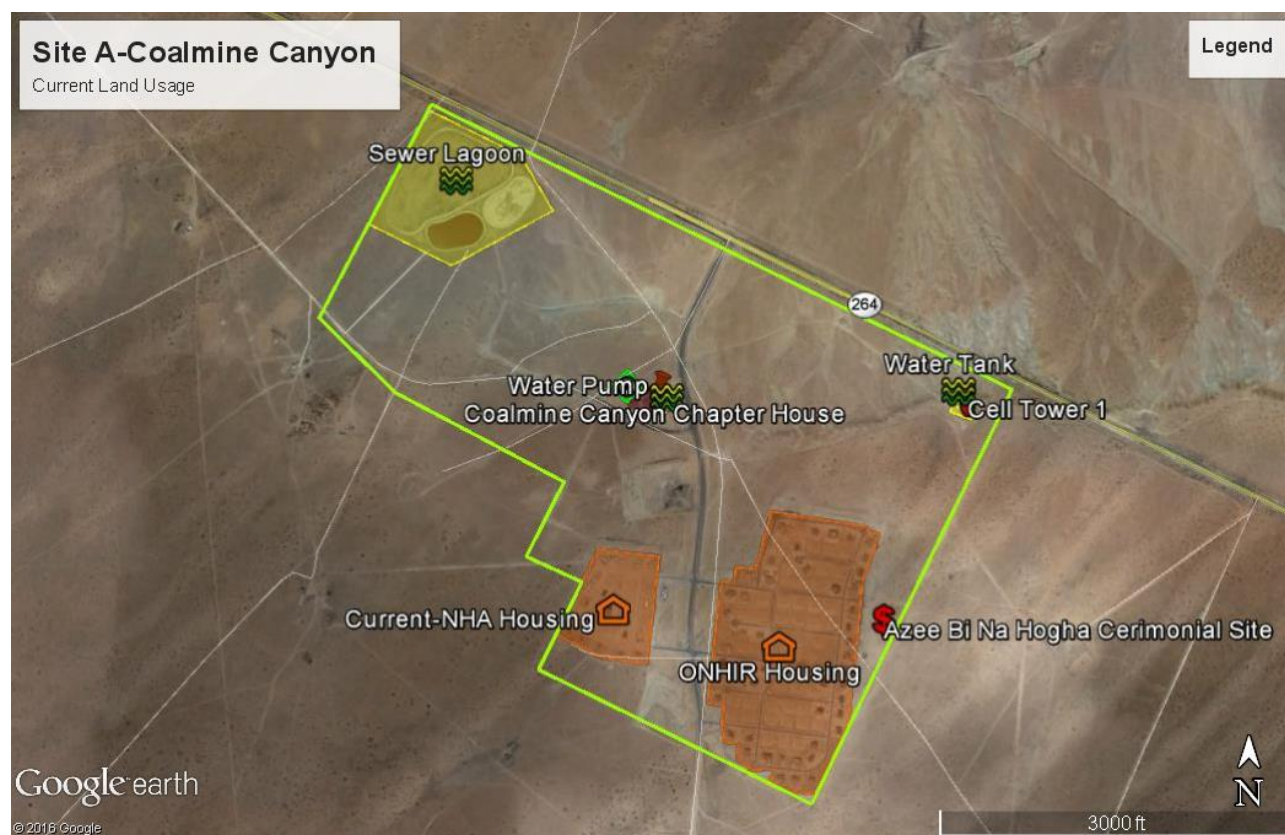 Site A-Coalmine Canyon
Current Land Usage
Legend
Sewer Lagoon
264
Water Tank
Water Pump
Cell Tower 1
Coalmine Canyon Chapter House
Current-NHA Housing
Azee Bi Na Hogha Cerimonial Site
ONHIR Housing
Google earth
N
© 2016 Google
3000 ft